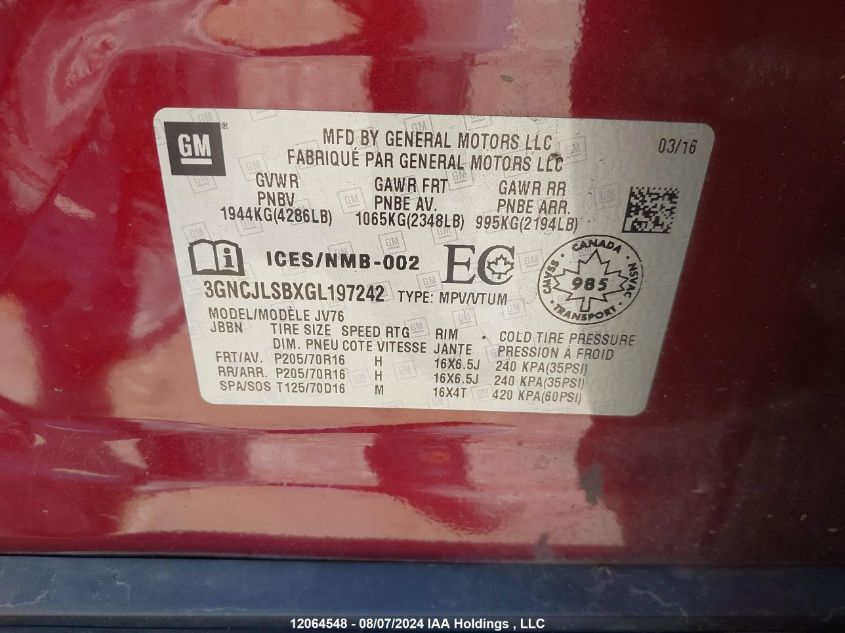 GM
MFD BY GENERAL MOTORS LLC
FABRIQUÉ PAR GENERAL MOTORS LLC
03/16
GVWR GAWR FRT GAWR RR
PNBV PNBE AV. PNBE ARR.
1944KG(4286LB) 1065KG(2348LB) 995KG(2194LB)
ICES/NMB-002 EC
CANADA
CMVSS 985 NSVAC
TRANSPORT
3GNCJLSBXGL197242 TYPE: MPV/VTUM
MODEL/MODÈLE JV76
JBBN TIRE SIZE SPEED RTG RIM COLD TIRE PRESSURE
DIM. PNEU COTE VITESSE JANTE PRESSION À FROID
FRT/AV. P205/70R16 H 16X6.5J 240 KPA(35PSI)
RR/ARR. P205/70R16 H 16X6.5J 240 KPA(35PSI)
SPA/SOS T125/70D16 M 16X4T 420 KPA(60PSI)
12064548 - 08/07/2024 IAA Holdings , LLC